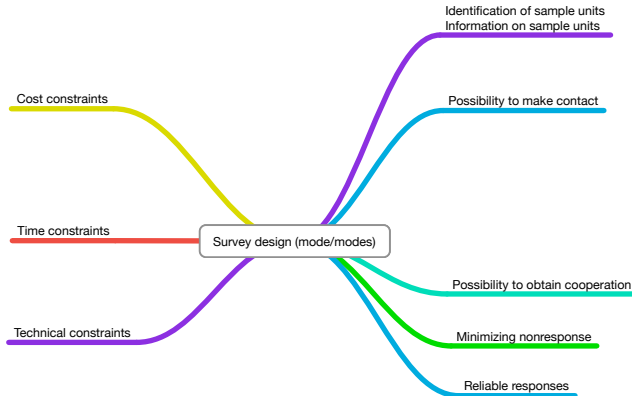 Identification of sample units
Information on sample units
Cost constraints
Possibility to make contact
Time constraints
Survey design (mode/modes)
Possibility to obtain cooperation
Technical constraints
Minimizing nonresponse
Reliable responses